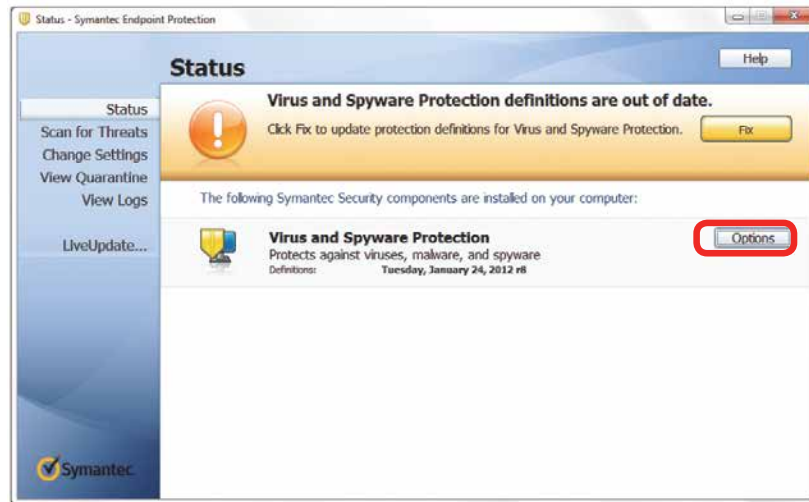 Status - Symantec Endpoint Protection
Help
Status
Status
Scan for Threats
Change Settings
View Quarantine
View Logs
LiveUpdate...
Virus and Spyware Protection definitions are out of date.
Click Fix to update protection definitions for Virus and Spyware Protection.
Fix
The following Symantec Security components are installed on your computer:
Virus and Spyware Protection
Options
Protects against viruses, malware, and spyware
Definitions: Tuesday, January 24, 2012 r8
Symantec.